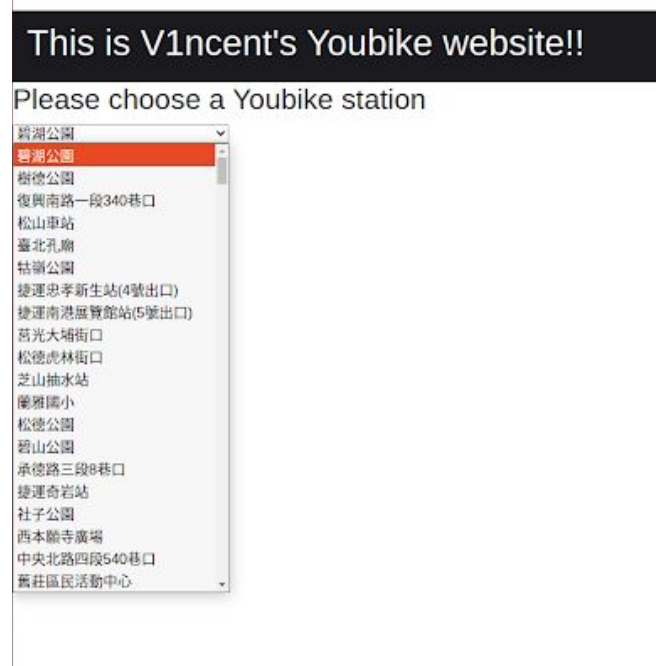 This is V1ncent's Youbike website!!
Please choose a Youbike station
碧湖公園
碧湖公園
樹德公園
復興南路一段340巷口
松山車站
臺北孔廟
牯嶺公園
捷運忠孝新生站(4號出口)
捷運南港展覽館站(5號出口)
莒光大埔街口
松德虎林街口
芝山抽水站
蘭雅國小
松德公園
碧山公園
承德路三段8巷口
捷運奇岩站
社子公園
西本願寺廣場
中央北路四段540巷口
舊莊區民活動中心